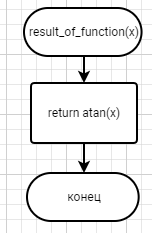 result_of_function(x)
return atan(x)
конец